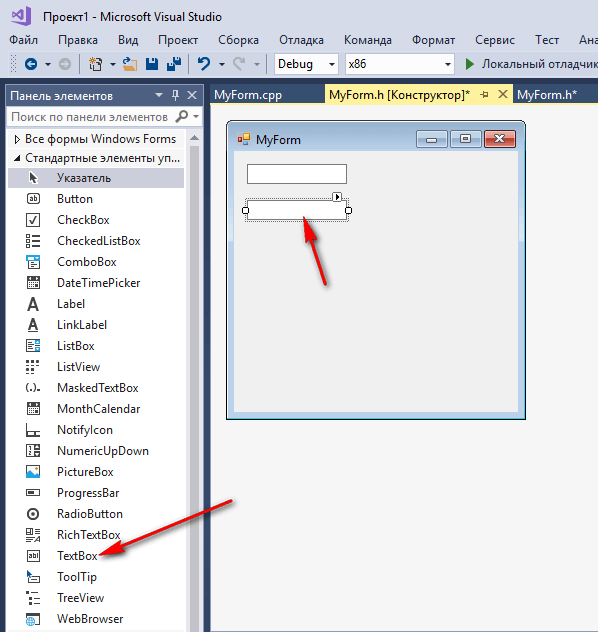 Проект1 - Microsoft Visual Studio
Файл Правка Вид Проект Сборка Отладка Команда Формат Сервис Тест Ана
Debug x86 Локальный отладчик
Панель элементов
MyForm.cpp MyForm.h [Конструктор]* MyForm.h*
Поиск по панели элементов
Все формы Windows Forms
Стандартные элементы уп...
MyForm
Указатель
Button
CheckBox
CheckedListBox
ComboBox
DateTimePicker
Label
LinkLabel
ListBox
ListView
MaskedTextBox
MonthCalendar
NotifyIcon
NumericUpDown
PictureBox
ProgressBar
RadioButton
RichTextBox
TextBox
ToolTip
TreeView
WebBrowser